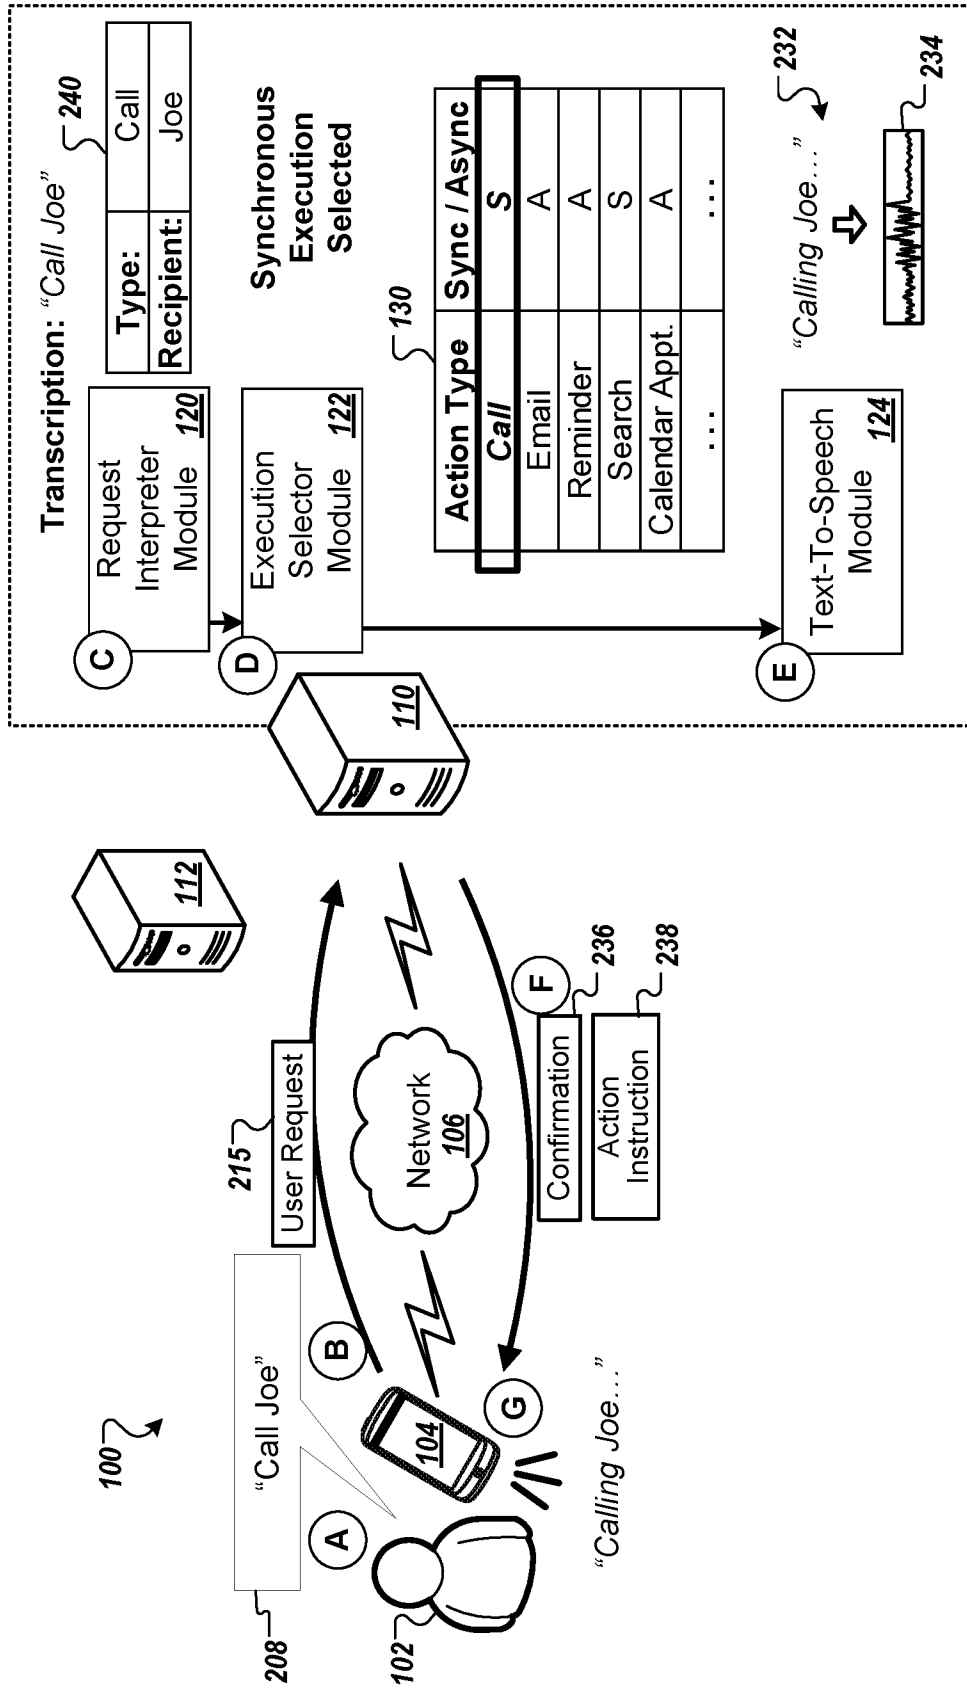 100
208
"Call Joe"
A
102
104
B
215
User Request
Network
106
G
"Calling Joe..."
F
Confirmation
236
Action
Instruction
238
112
110
Transcription: "Call Joe"
C
Request
Interpreter
Module
120
240
Type: Call
Recipient: Joe
D
Execution
Selector
Module
122
Synchronous
Execution
Selected
130
Action Type Sync / Async
Call S
Email A
Reminder A
Search S
Calendar Appt. A
... ...
E
Text-To-Speech
Module
124
"Calling Joe..."
232
234